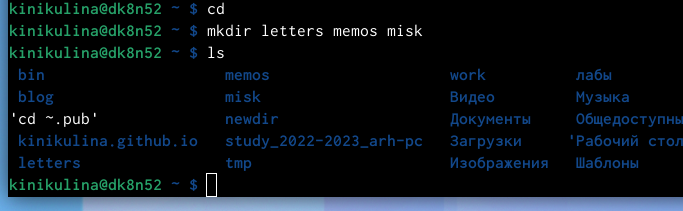 kinikulina@dk8n52 ~ $ cd
kinikulina@dk8n52 ~ $ mkdir letters memos misk
kinikulina@dk8n52 ~ $ ls
bin memos work лабы
blog misk Видео Музыка
'cd ~.pub' newdir Документы Общедоступны
kinikulina.github.io study_2022-2023_arh-pc Загрузки 'Рабочий стол
letters tmp Изображения Шаблоны
kinikulina@dk8n52 ~ $